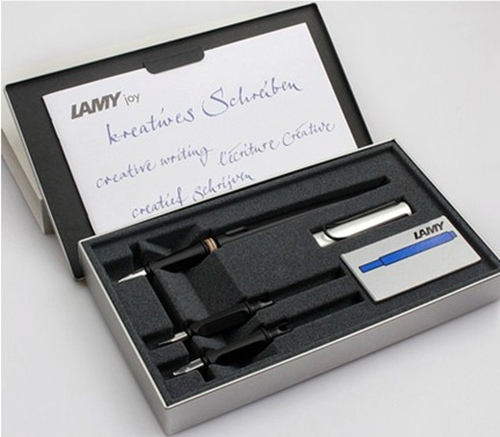 LAMY joy
kreatives Schreiben
creative writing l'écriture créative
creatief schrijven
LAMY